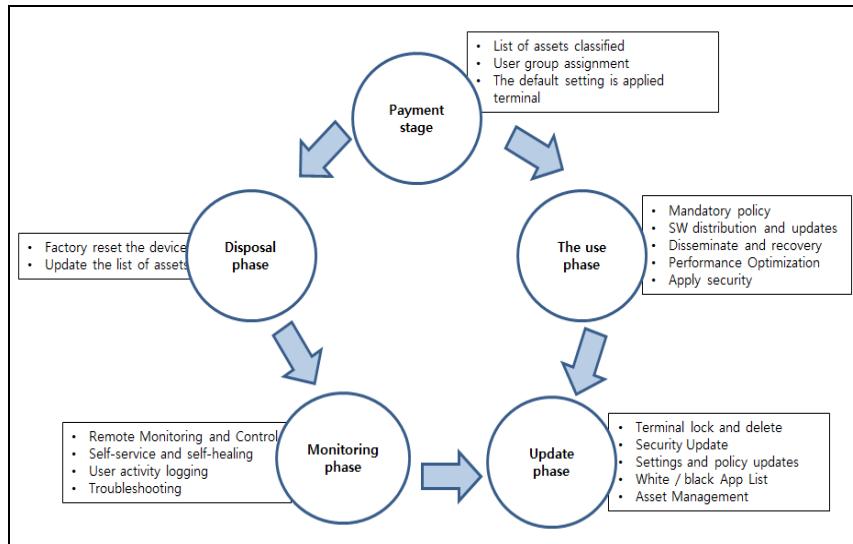 • List of assets classified
• User group assignment
• The default setting is applied
terminal
Payment
stage
Disposal
phase
• Factory reset the device
• Update the list of assets
The use
phase
• Mandatory policy
• SW distribution and updates
• Disseminate and recovery
• Performance Optimization
• Apply security
Monitoring
phase
• Remote Monitoring and Control
• Self-service and self-healing
• User activity logging
• Troubleshooting
Update
phase
• Terminal lock and delete
• Security Update
• Settings and policy updates
• White / black App List
• Asset Management